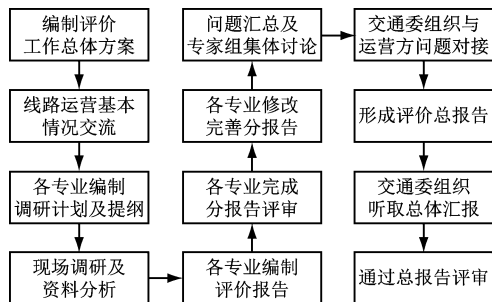 编制评价
工作总体方案
线路运营基本
情况交流
各专业编制
调研计划及提纲
现场调研及
资料分析
各专业编制
评价报告
各专业完成
分报告评审
各专业修改
完善分报告
问题汇总及
专家组集体讨论
交通委组织与
运营方问题对接
形成评价总报告
交通委组织
听取总体汇报
通过总报告评审